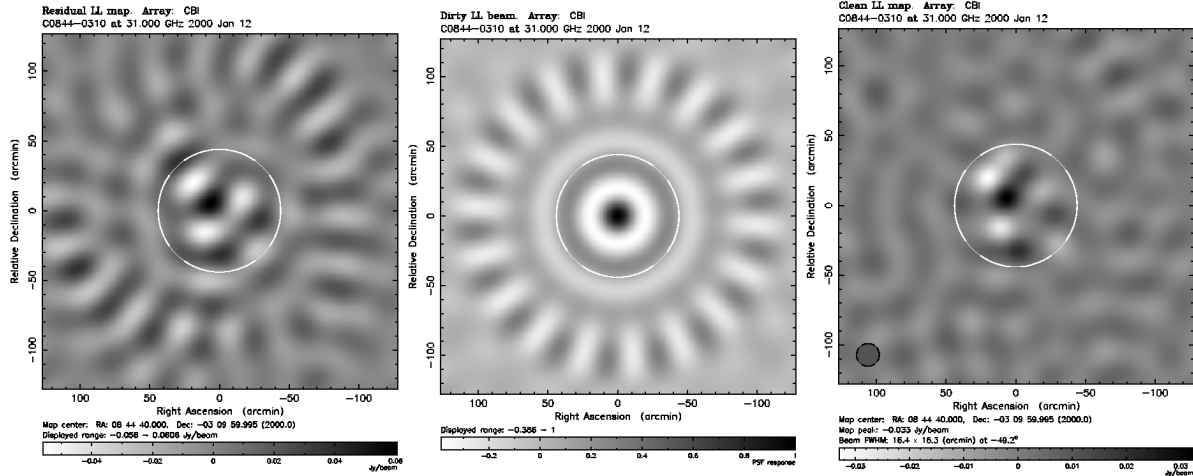 Residual LL map. Array: CBI
C0844-0310 at 31.000 GHz 2000 Jan 12
Relative Declination (arcmin)
100
50
0
-50
-100
100
50
0
-50
-100
Right Ascension (arcmin)
Map center: RA: 08 44 40.000, Dec: -03 09 59.995 (2000.0)
Displayed range: -0.056 → 0.0606 Jy/beam
-0.04
-0.02
0
0.02
0.04
0.06
Jy/beam
Dirty LL beam. Array: CBI
C0844-0310 at 31.000 GHz 2000 Jan 12
Relative Declination (arcmin)
100
50
0
-50
-100
100
50
0
-50
-100
Right Ascension (arcmin)
Displayed range: -0.386 → 1
-0.2
0
0.2
0.4
0.6
0.8
1
PSF response
Clean LL map. Array: CBI
C0844-0310 at 31.000 GHz 2000 Jan 12
Relative Declination (arcmin)
100
50
0
-50
-100
100
50
0
-50
-100
Right Ascension (arcmin)
Map center: RA: 08 44 40.000, Dec: -03 09 59.995 (2000.0)
Map peak: -0.033 Jy/beam
Beam FWHM: 16.4 × 16.3 (arcmin) at -49.2°
-0.03
-0.02
-0.01
0
0.01
0.02
Jy/beam